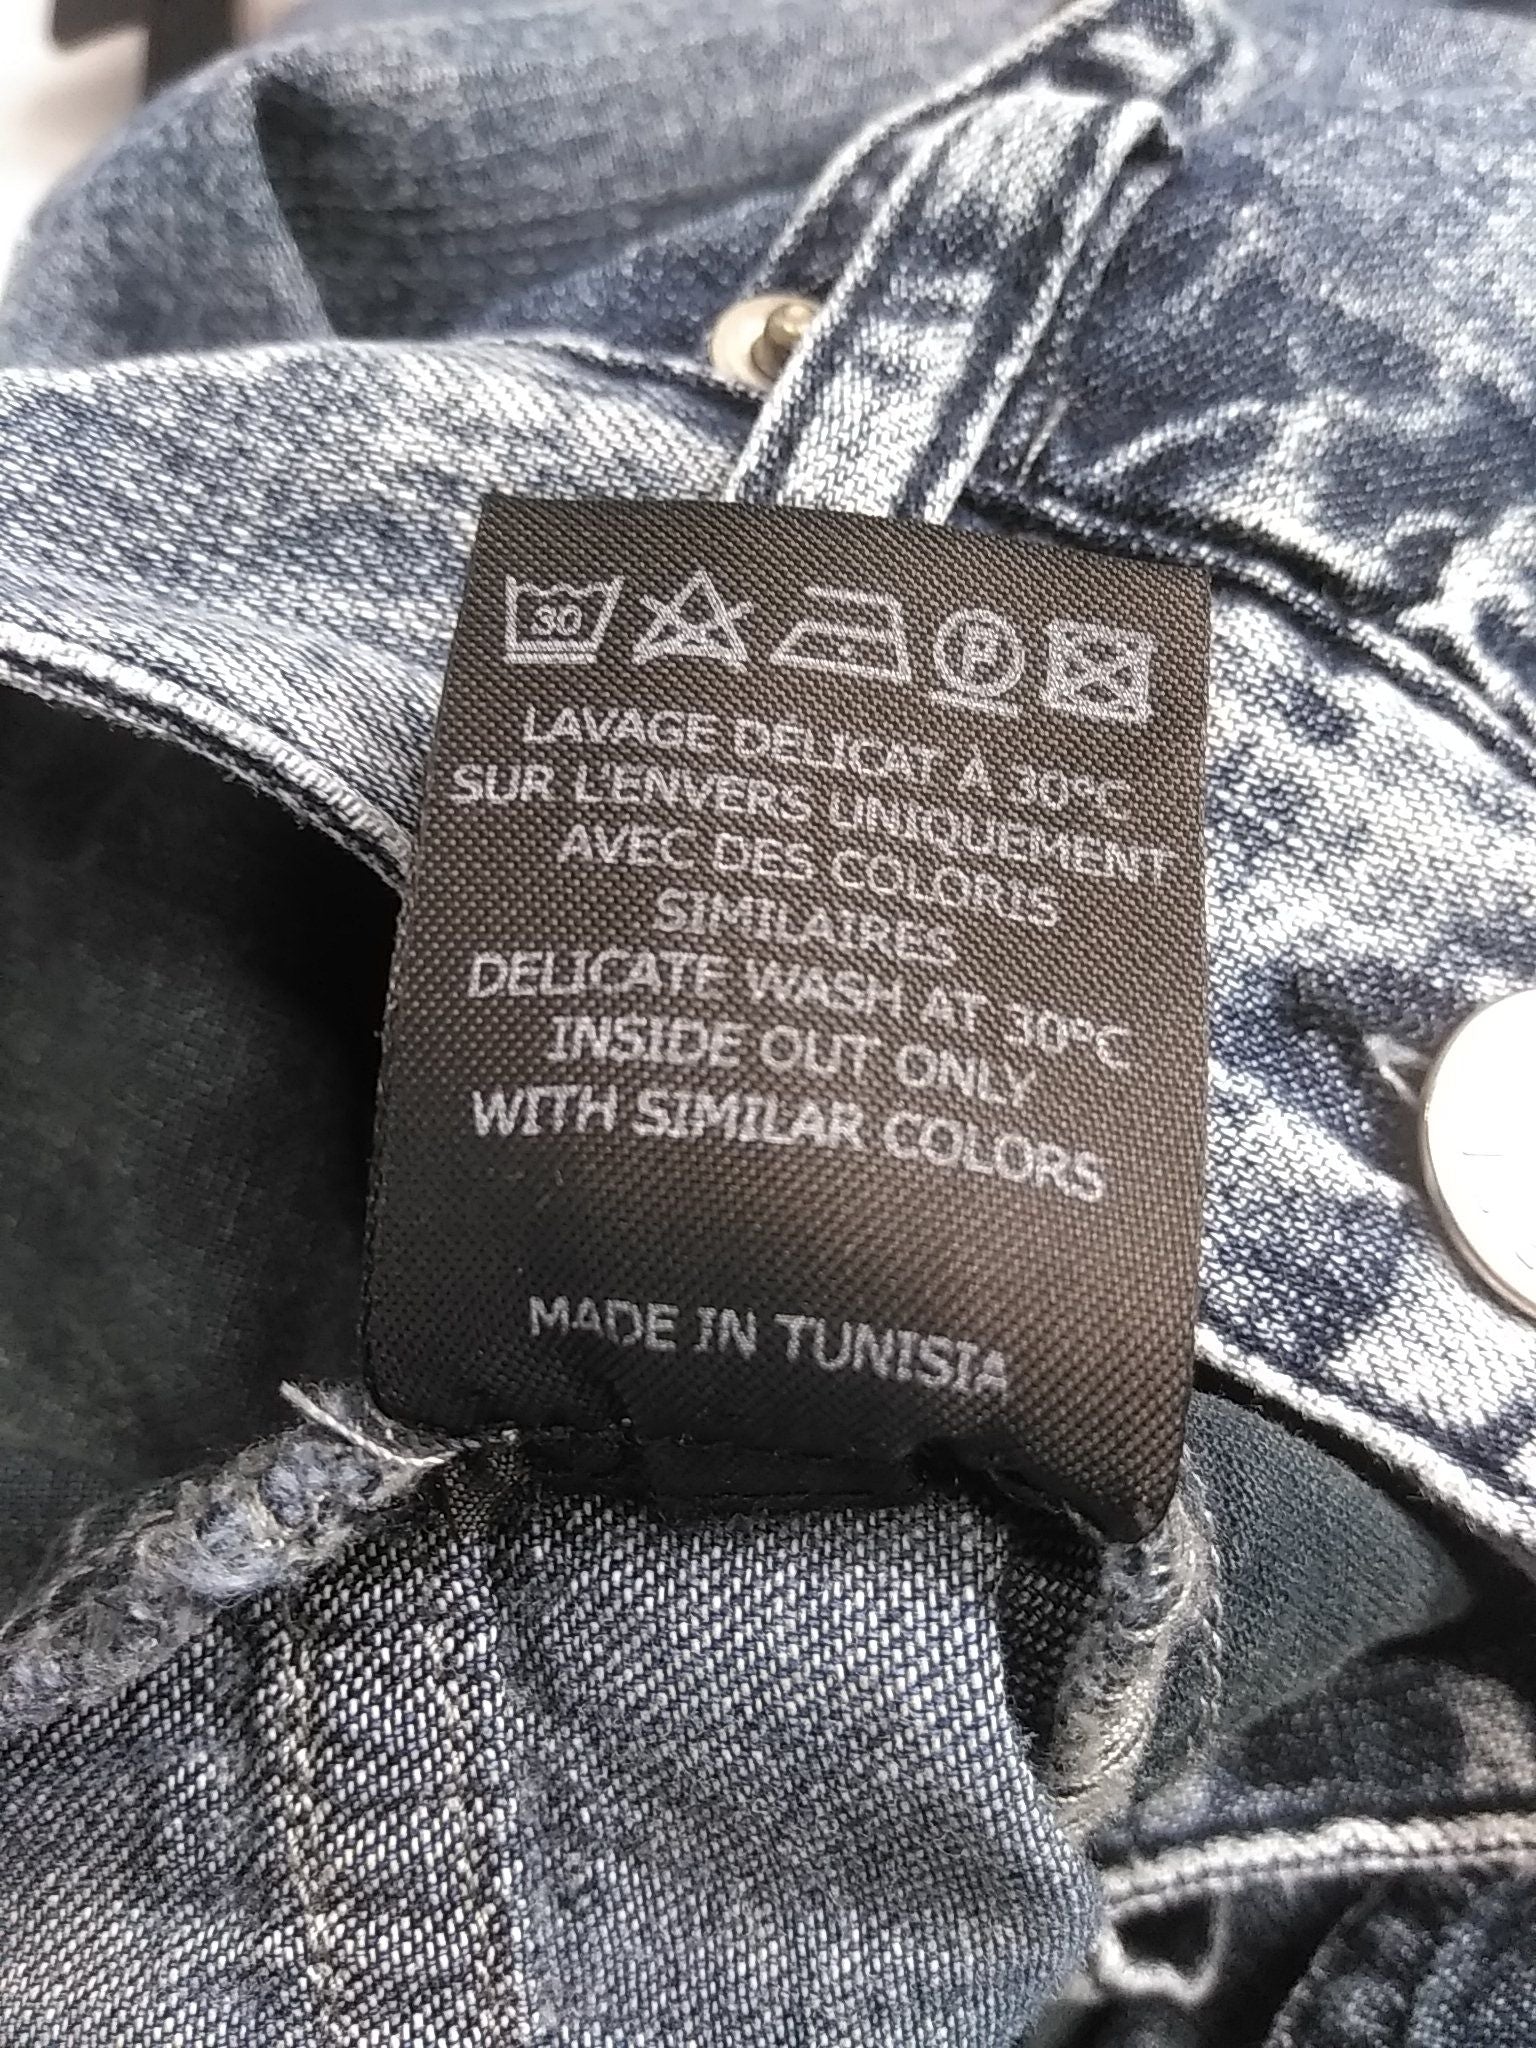 30
P
LAVAGE DÉLICAT À 30°C
SUR L'ENVERS UNIQUEMENT
AVEC DES COLORIS
SIMILAIRES
DELICATE WASH AT 30°C
INSIDE OUT ONLY
WITH SIMILAR COLORS
MADE IN TUNISIA